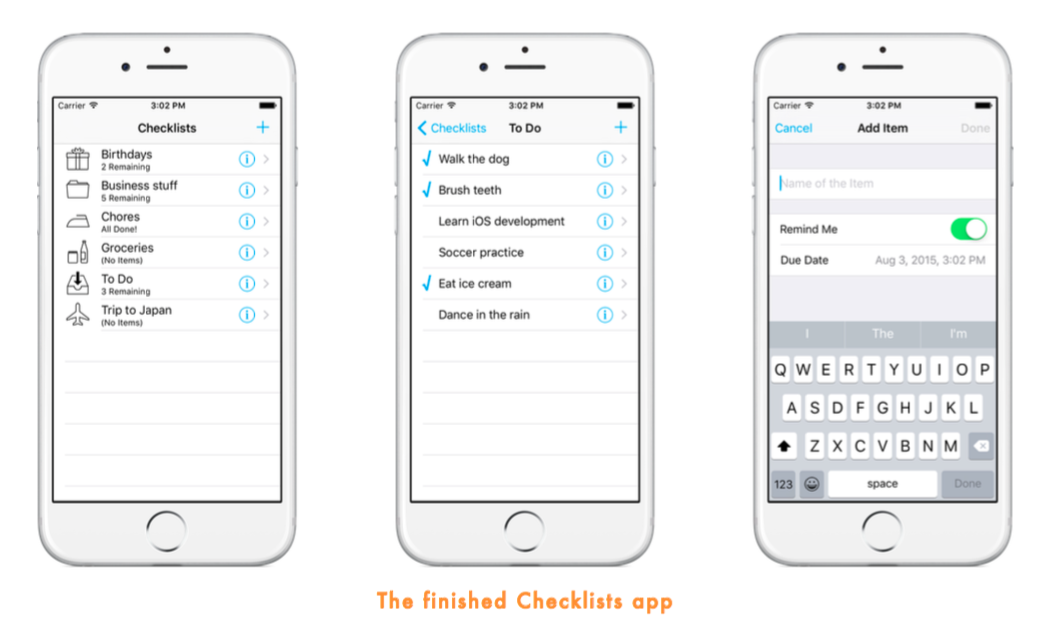 Carrier 3:02 PM
Checklists +
Birthdays
2 Remaining
Business stuff
5 Remaining
Chores
All Done!
Groceries
(No Items)
To Do
3 Remaining
Trip to Japan
(No Items)
Carrier 3:02 PM
Checklists To Do +
Walk the dog
Brush teeth
Learn iOS development
Soccer practice
Eat ice cream
Dance in the rain
Carrier 3:02 PM
Cancel Add Item Done
Name of the Item
Remind Me
Due Date Aug 3, 2015, 3:02 PM
I The I'm
Q W E R T Y U I O P
A S D F G H J K L
Z X C V B N M
123 space Done
The finished Checklists app